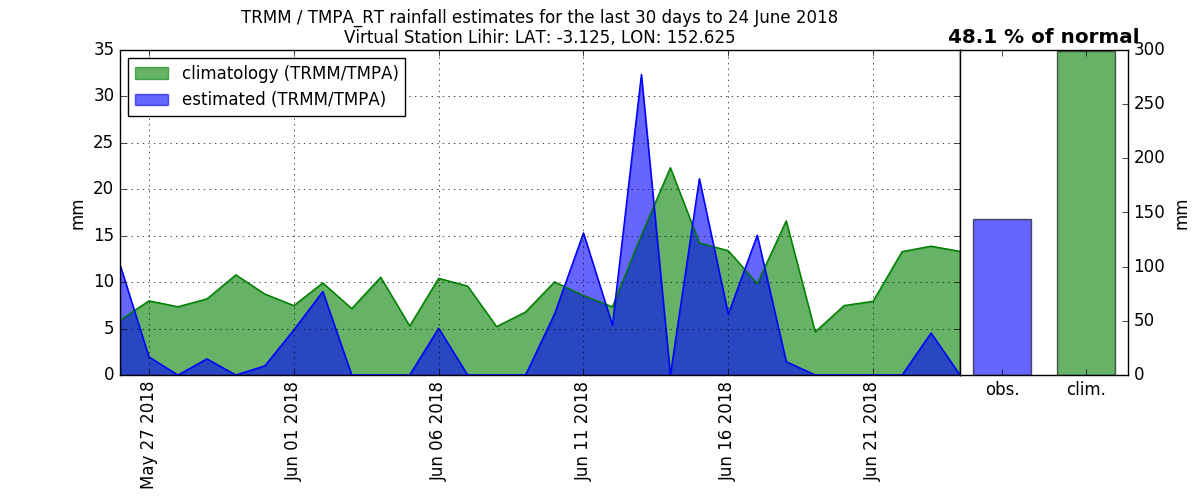 TRMM / TMPA_RT rainfall estimates for the last 30 days to 24 June 2018
Virtual Station Lihir: LAT: -3.125, LON: 152.625
48.1 % of normal
climatology (TRMM/TMPA)
estimated (TRMM/TMPA)
mm
35
30
25
20
15
10
5
0
May 27 2018
Jun 01 2018
Jun 06 2018
Jun 11 2018
Jun 16 2018
Jun 21 2018
obs.
clim.
300
250
200
150
100
50
0
mm